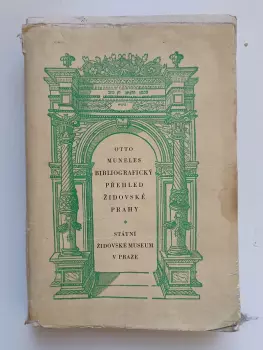 OTTO
MUNELES
BIBLIOGRAFICKÝ
PŘEHLED
ŽIDOVSKÉ
PRAHY
*
STÁTNÍ
ŽIDOVSKÉ MUSEUM
V PRAZE